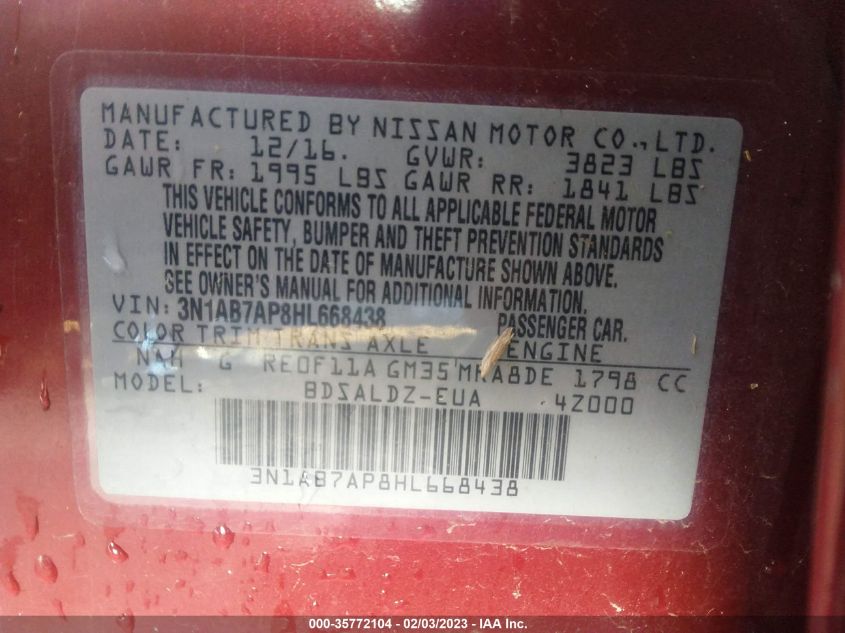 MANUFACTURED BY NISSAN MOTOR CO., LTD.
DATE: 12/16. GVWR: 3823 LBS
GAWR FR: 1995 LBS GAWR RR: 1841 LBS
THIS VEHICLE CONFORMS TO ALL APPLICABLE FEDERAL MOTOR
VEHICLE SAFETY, BUMPER AND THEFT PREVENTION STANDARDS
IN EFFECT ON THE DATE OF MANUFACTURE SHOWN ABOVE.
SEE OWNER'S MANUAL FOR ADDITIONAL INFORMATION.
VIN: 3N1AB7AP8HL668438 PASSENGER CAR.
COLOR TRIM TRANS AXLE ENGINE
NAH G RE0F11A GM35 MRA8DE 1798 CC
MODEL: BDSALDZ-EUA 4Z000
3N1AB7AP8HL668438
000-35772104 - 02/03/2023 - IAA Inc.